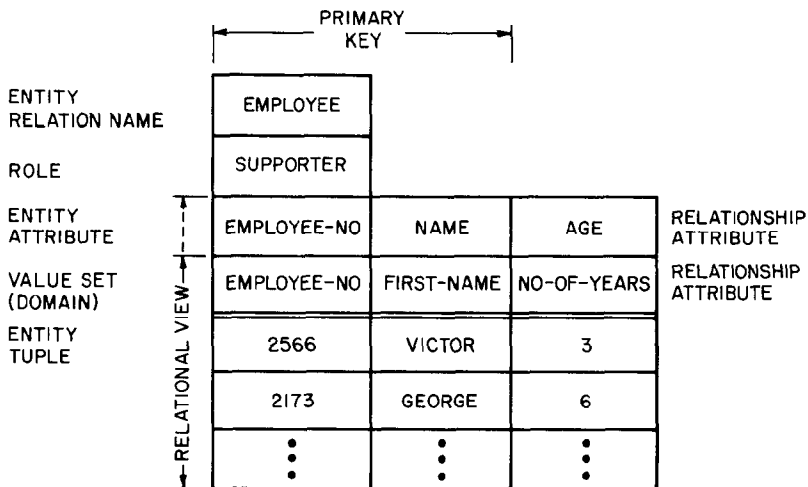 PRIMARY
KEY
ENTITY
RELATION NAME
EMPLOYEE
ROLE
SUPPORTER
ENTITY
ATTRIBUTE
EMPLOYEE-NO
NAME
AGE
RELATIONSHIP
ATTRIBUTE
VALUE SET
(DOMAIN)
EMPLOYEE-NO
FIRST-NAME
NO-OF-YEARS
RELATIONSHIP
ATTRIBUTE
ENTITY
TUPLE
2566
VICTOR
3
2173
GEORGE
6
RELATIONAL VIEW